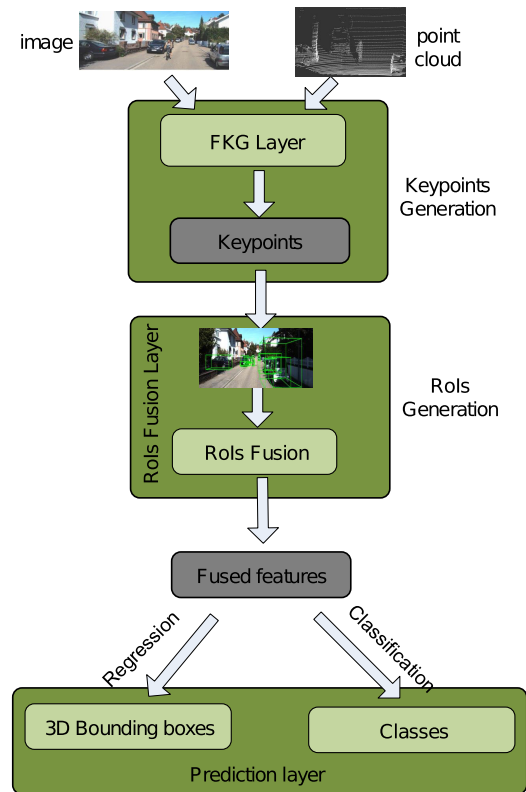 image
point
cloud
FKG Layer
Keypoints
Keypoints
Generation
RoIs Fusion Layer
RoIs
Generation
RoIs Fusion
Fused features
Regression
Classification
3D Bounding boxes
Classes
Prediction layer